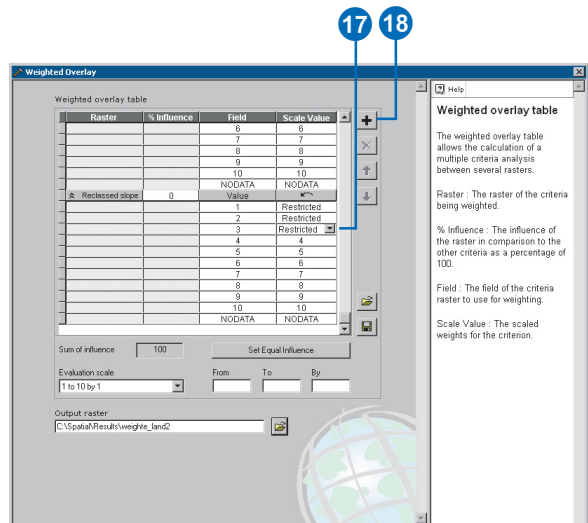 17 18
Weighted Overlay
Weighted overlay table
Raster % Influence Field Scale Value
6 6
7 7
8 8
9 9
10 10
NODATA NODATA
Reclassed slope 0 Value
1 Restricted
2 Restricted
3 Restricted
4 4
5 5
6 6
7 7
8 8
9 9
10 10
NODATA NODATA
Sum of influence 100 Set Equal Influence
Evaluation scale From To By
1 to 10 by 1
Output raster
C:\Spatial\Results\weighte_land2
Help
Weighted overlay table
The weighted overlay table
allows the calculation of a
multiple criteria analysis
between several rasters.
Raster : The raster of the criteria
being weighted.
% Influence : The influence of
the raster in comparison to the
other criteria as a percentage of
100.
Field : The field of the criteria
raster to use for weighting.
Scale Value : The scaled
weights for the criterion.